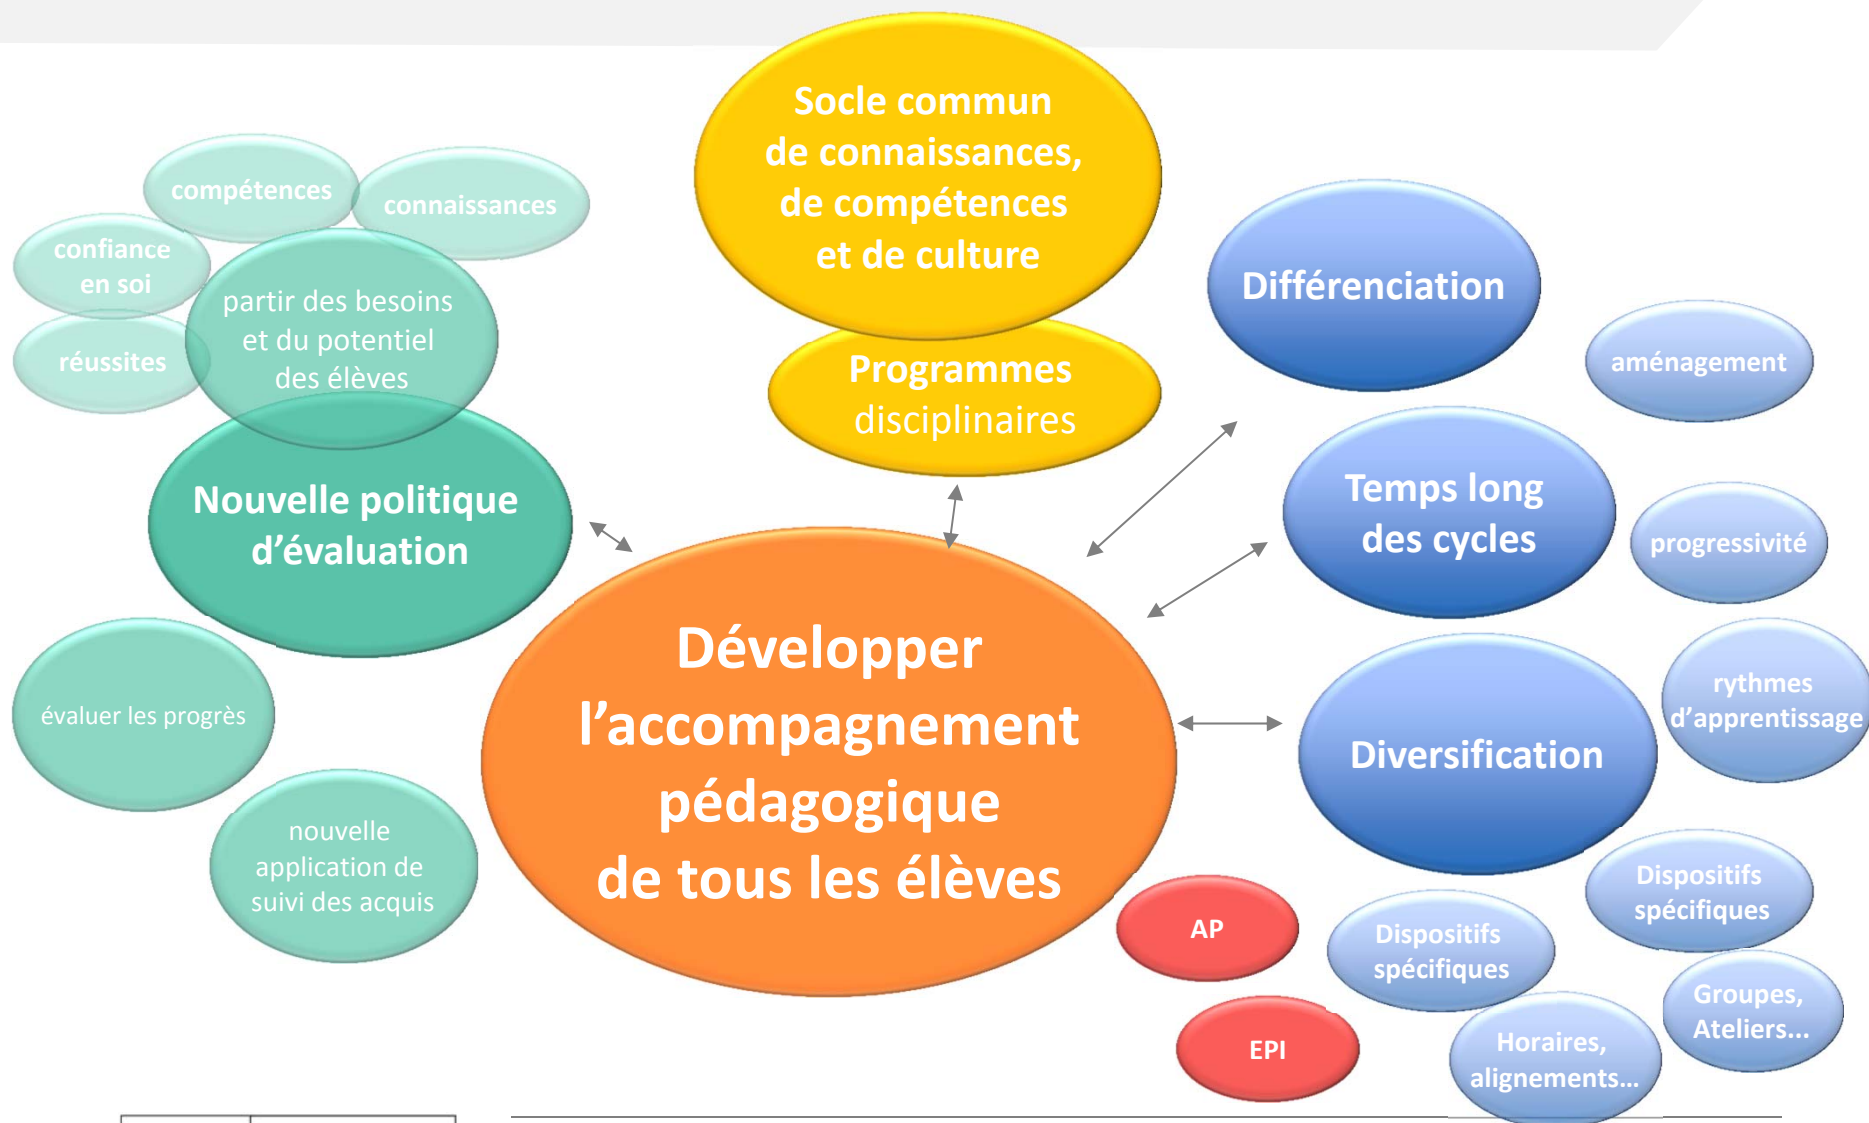 Socle commun
de connaissances,
de compétences
et de culture
Programmes
disciplinaires
compétences
connaissances
confiance
en soi
réussites
partir des besoins
et du potentiel
des élèves
Nouvelle politique
d’évaluation
évaluer les progrès
nouvelle
application de
suivi des acquis
Développer
l’accompagnement
pédagogique
de tous les élèves
Différenciation
Temps long
des cycles
Diversification
aménagement
progressivité
rythmes
d’apprentissage
AP
EPI
Dispositifs
spécifiques
Dispositifs
spécifiques
Groupes,
Ateliers...
Horaires,
alignements…